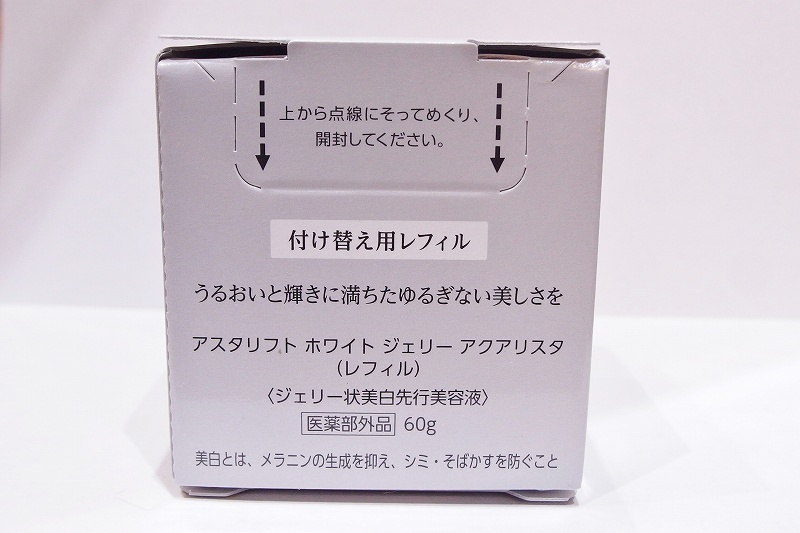 上から点線にそってめくり、
開封してください。
付け替え用レフィル
うるおいと輝きに満ちたゆるぎない美しさを
アスタリフト ホワイト ジェリー アクアリスタ
(レフィル)
〈ジェリー状美白先行美容液〉
医薬部外品 60g
美白とは、メラニンの生成を抑え、シミ・そばかすを防ぐこと